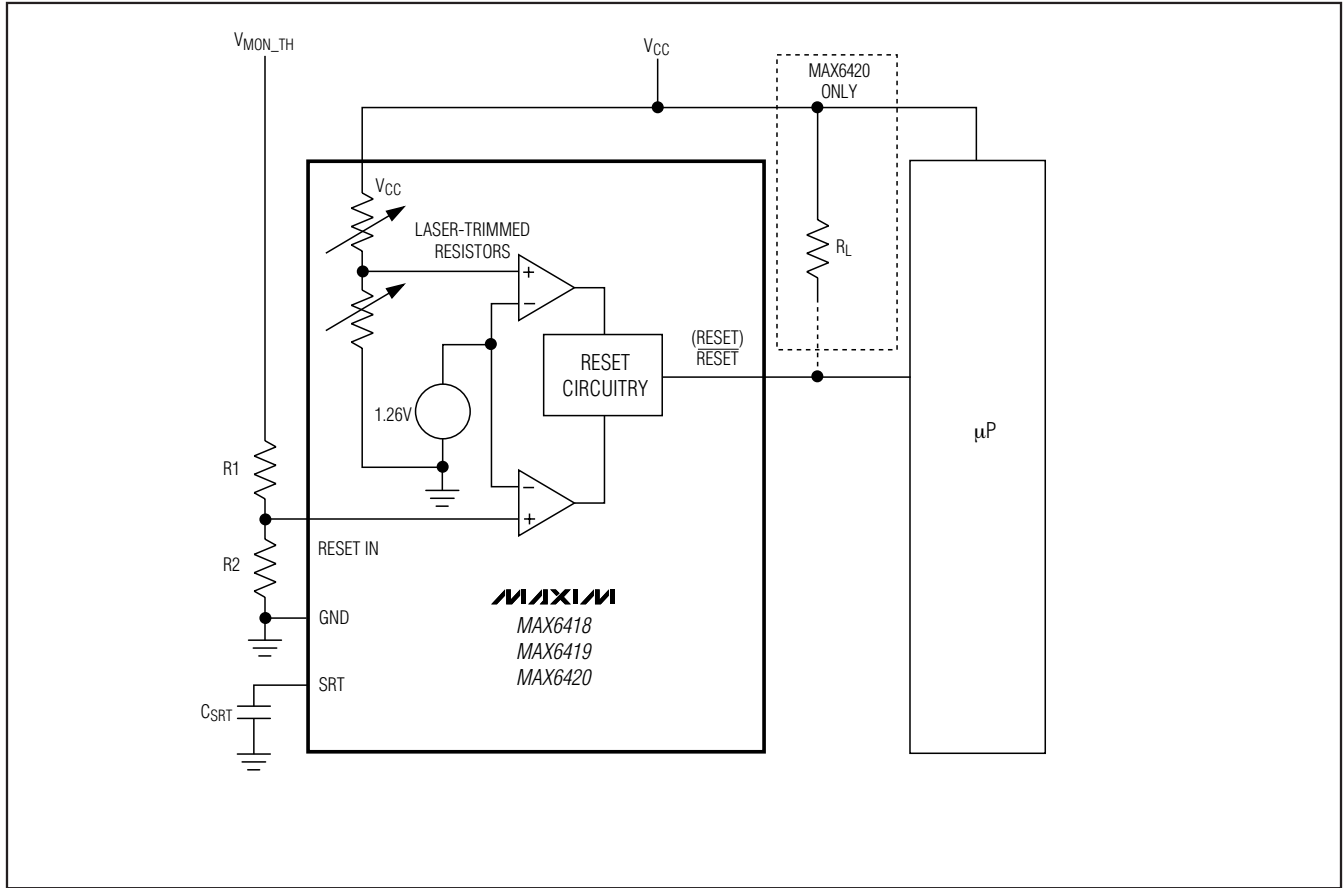 V_MON_TH
V_CC
MAX6420
ONLY
V_CC
LASER-TRIMMED
RESISTORS
R_L
+
−
(RESET)
R̅E̅S̅E̅T̅
RESET
CIRCUITRY
1.26V
µP
R1
−
+
RESET IN
R2
MAXIM
GND
MAX6418
MAX6419
MAX6420
SRT
C_SRT